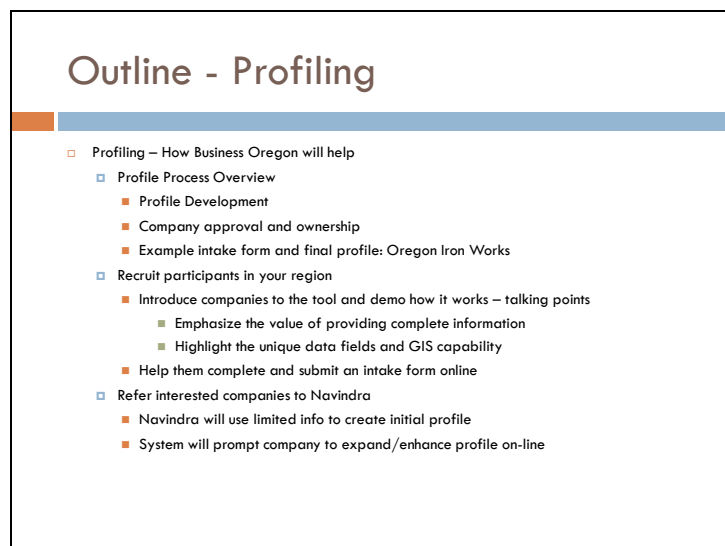 Outline - Profiling
Profiling – How Business Oregon will help
Profile Process Overview
Profile Development
Company approval and ownership
Example intake form and final profile: Oregon Iron Works
Recruit participants in your region
Introduce companies to the tool and demo how it works – talking points
Emphasize the value of providing complete information
Highlight the unique data fields and GIS capability
Help them complete and submit an intake form online
Refer interested companies to Navindra
Navindra will use limited info to create initial profile
System will prompt company to expand/enhance profile on-line